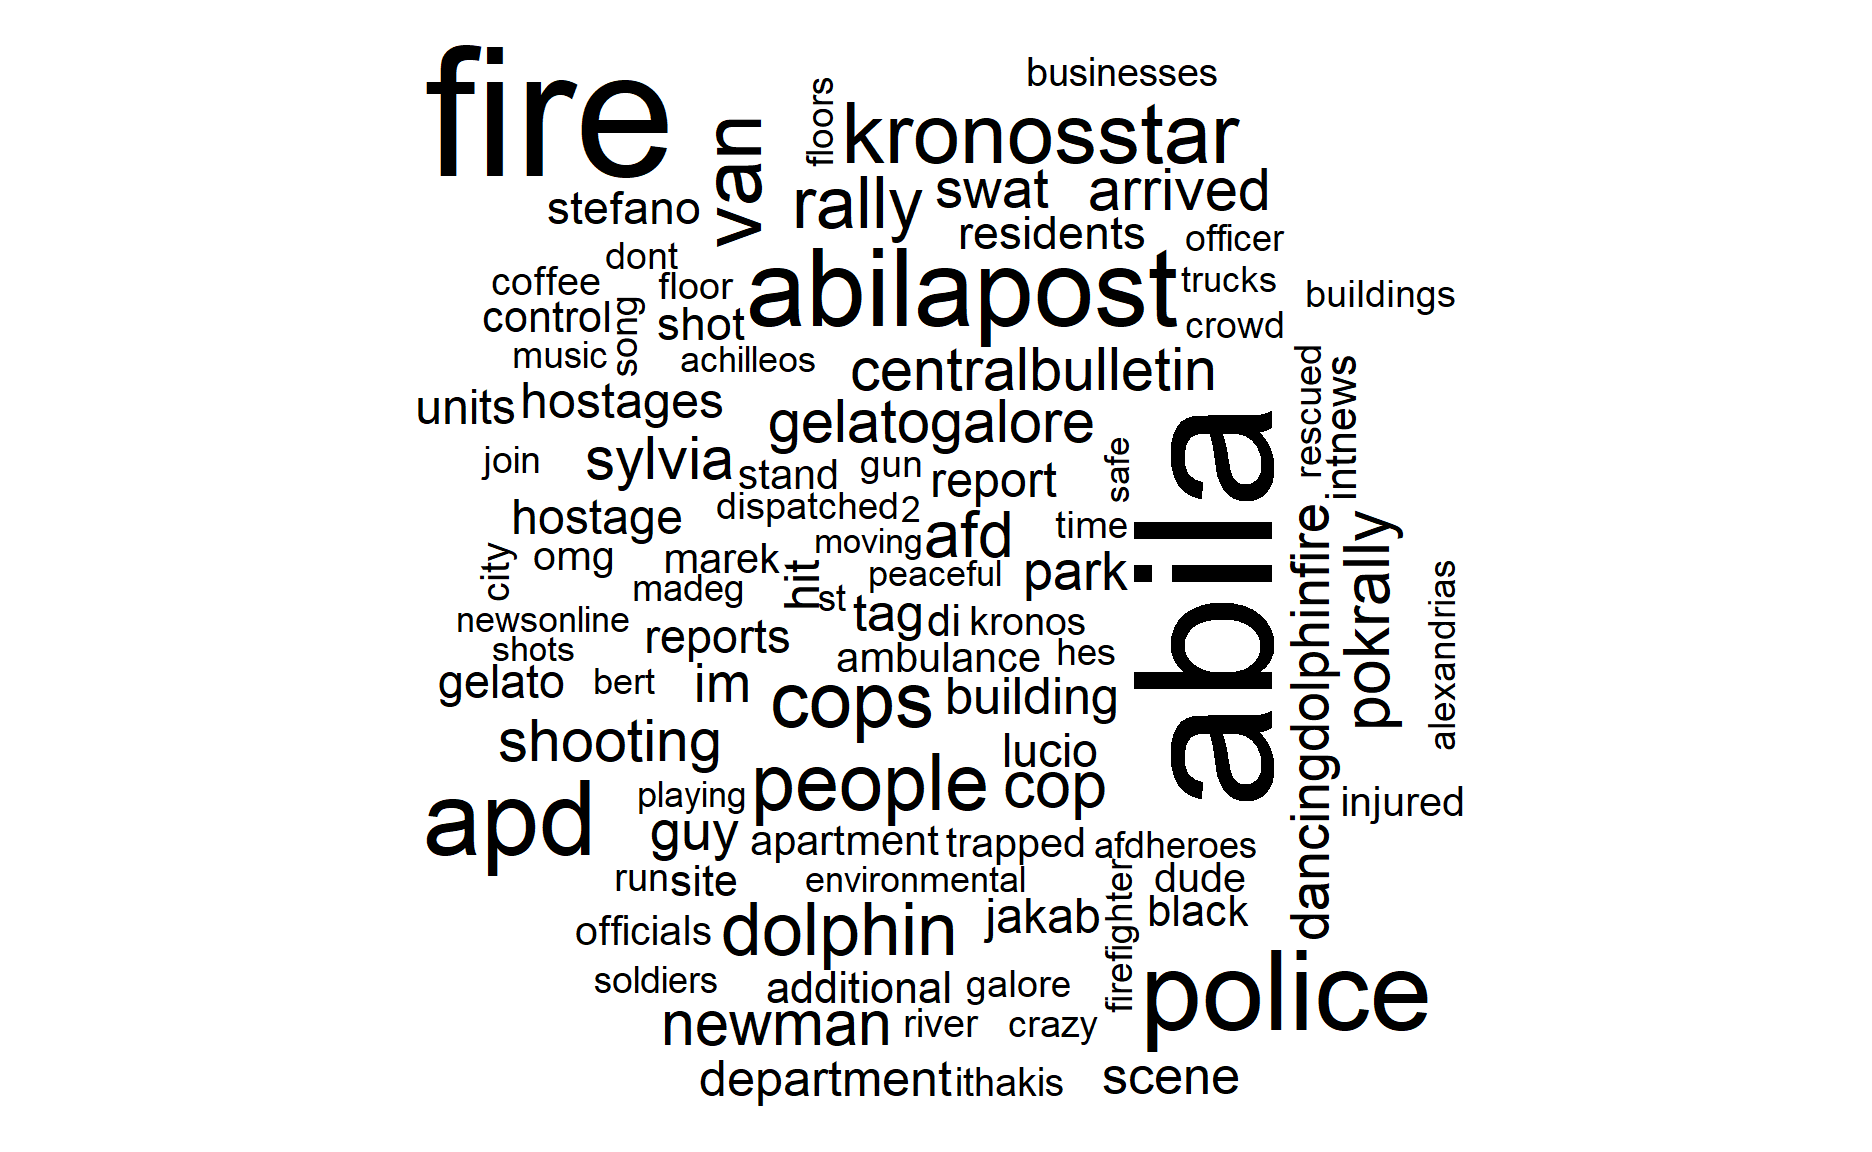 fire
businesses
floors
kronosstar
van
rally
swat
arrived
stefano
residents
officer
dont
abilapost
trucks
coffee
floor
buildings
control
song
shot
crowd
music
achilleos
centralbulletin
rescued
intnews
units
hostages
gelatogalore
abila
join
sylvia
stand
gun
report
safe
hostage
dispatched
2
afd
time
dancingdolphinfire
pokrally
city
omg
marek
moving
hit
peaceful
park
alexandrias
madeg
st
tag
di
kronos
newsonline
reports
shots
ambulance
hes
gelato
bert
im
cops
building
shooting
lucio
people
cop
apd
playing
injured
guy
apartment
trapped
afdheroes
run
site
environmental
firefighter
dude
officials
dolphin
jakab
black
soldiers
additional
galore
police
newman
river
crazy
department
ithakis
scene